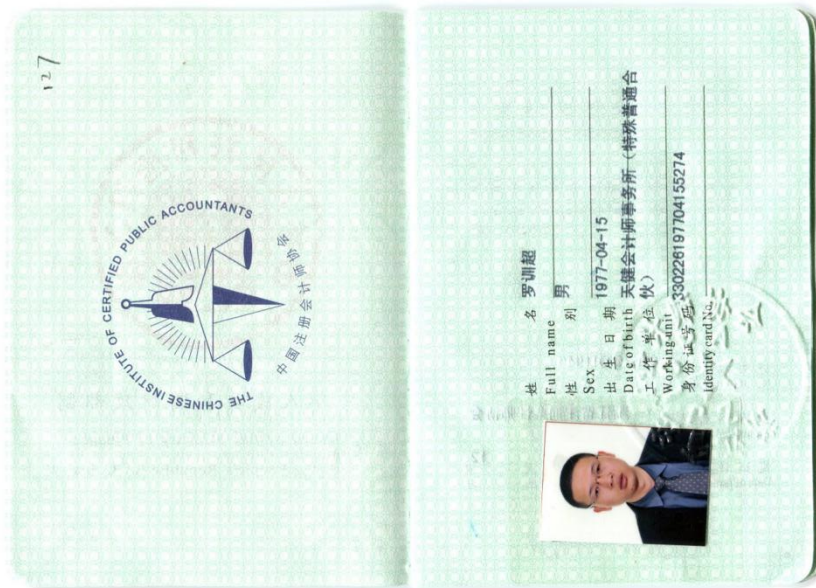 127
THE CHINESE INSTITUTE OF CERTIFIED PUBLIC ACCOUNTANTS
中国注册会计师协会
姓 名 罗训超
Full name
性 别 男
Sex
出 生 日 期 1977-04-15
Date of birth
工 作 单 位 天健会计师事务所（特殊普通合
Working unit 伙）
身份证号码 330226197704155274
Identity card No.